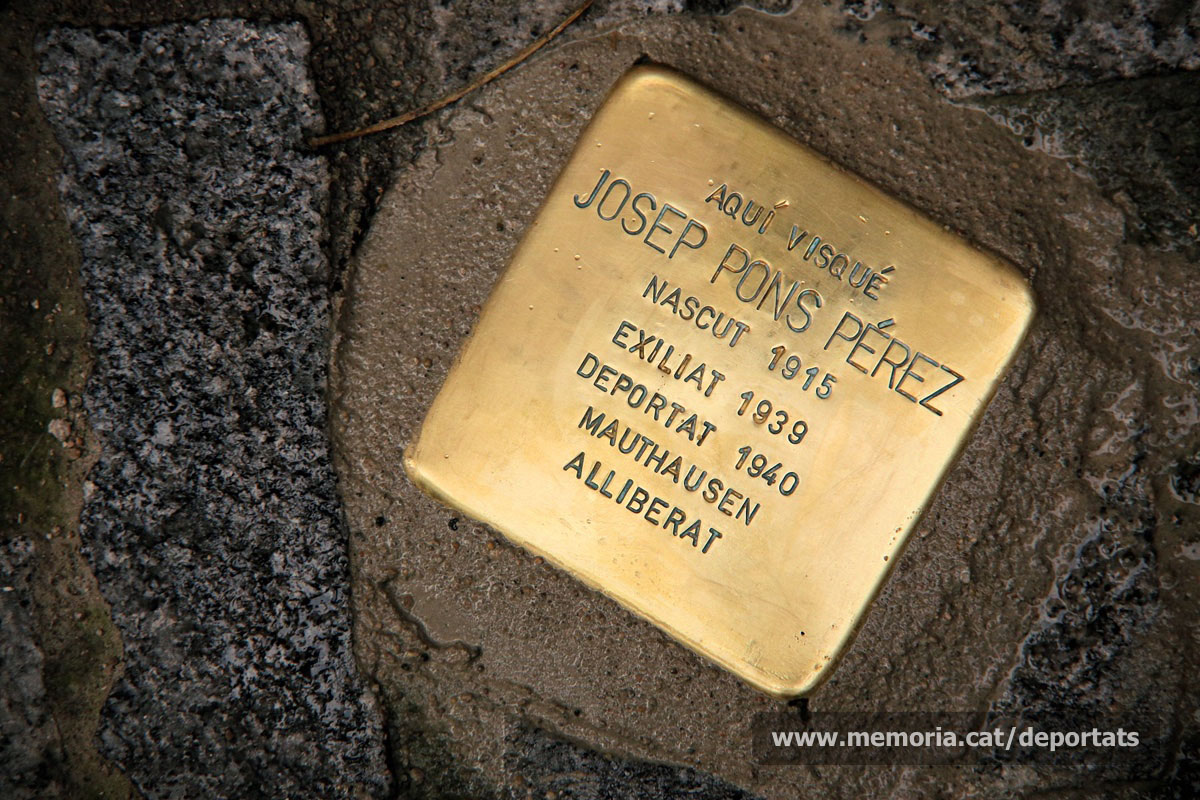 AQUÍ VISQUÉ
JOSEP PONS PÉREZ
NASCUT 1915
EXILIAT 1939
DEPORTAT 1940
MAUTHAUSEN
ALLIBERAT
www.memoria.cat/deportats